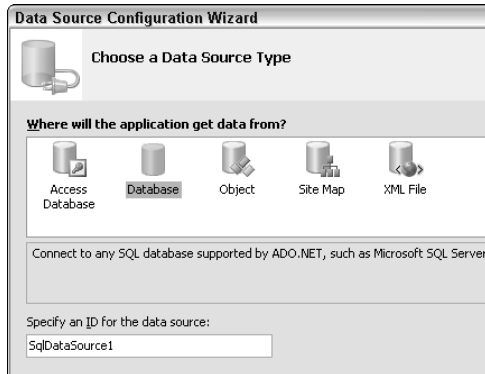 Data Source Configuration Wizard
Choose a Data Source Type
Where will the application get data from?
Access Database
Database
Object
Site Map
XML File
Connect to any SQL database supported by ADO.NET, such as Microsoft SQL Server
Specify an ID for the data source:
SqlDataSource1